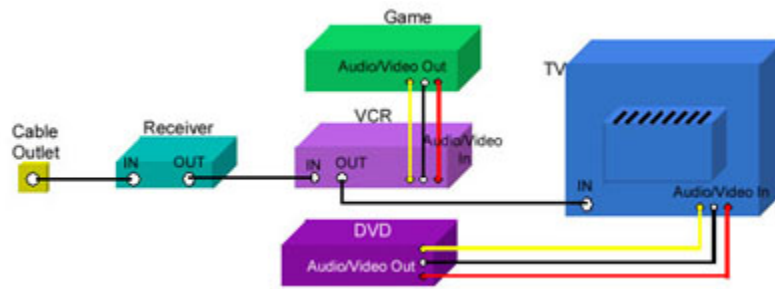 Game
Audio/Video Out
TV
Cable
Outlet
Receiver
IN
OUT
VCR
IN
OUT
Audio/Video
In
IN
Audio/Video In
DVD
Audio/Video Out